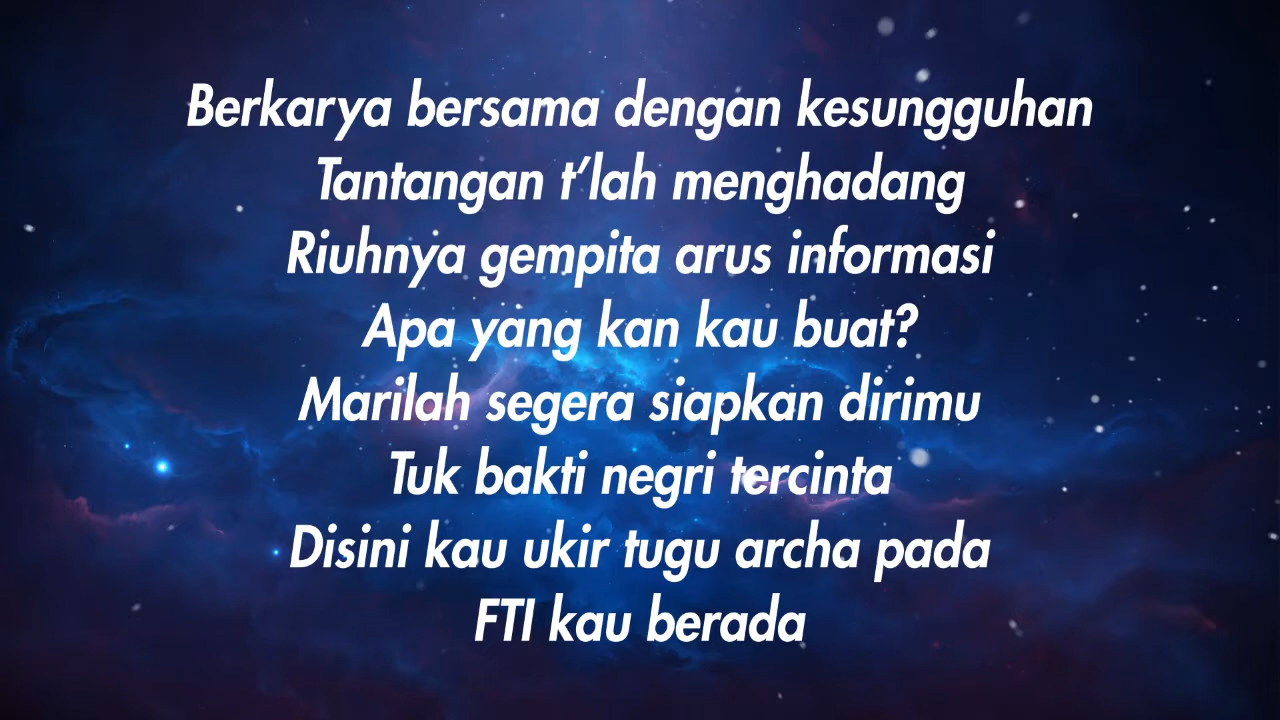 Berkarya bersama dengan kesungguhan
Tantangan t’lah menghadang
Riuhnya gempita arus informasi
Apa yang kan kau buat?
Marilah segera siapkan dirimu
Tuk bakti negri tercinta
Disini kau ukir tugu archa pada
FTI kau berada